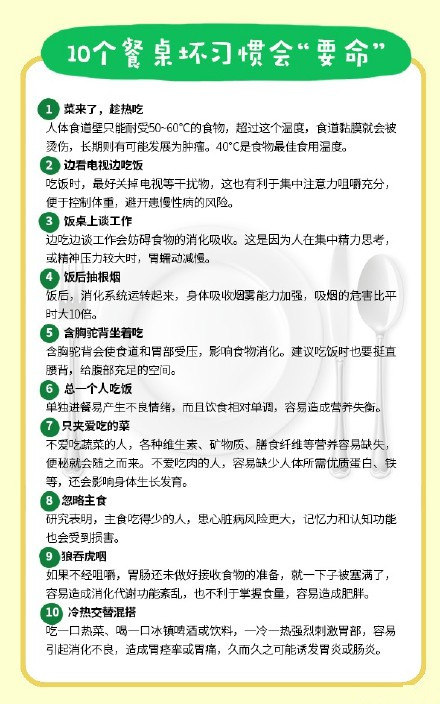 10个餐桌坏习惯会“要命”
1 菜来了，趁热吃
人体食道壁只能耐受50~60℃的食物，超过这个温度，食道黏膜就会被
烫伤，长期则有可能发展为肿瘤。40℃是食物最佳食用温度。
2 边看电视边吃饭
吃饭时，最好关掉电视等干扰物，这也有利于集中注意力咀嚼充分，
便于控制体重，避开患慢性病的风险。
3 饭桌上谈工作
边吃边谈工作会妨碍食物的消化吸收。这是因为人在集中精力思考，
或精神压力较大时，胃蠕动减慢。
4 饭后抽根烟
饭后，消化系统运转起来，身体吸收烟雾能力加强，吸烟的危害比平
时大10倍。
5 含胸驼背坐着吃
含胸驼背会使食道和胃部受压，影响食物消化。建议吃饭时也要挺直
腰背，给腹部充足的空间。
6 总一个人吃饭
单独进餐易产生不良情绪，而且饮食相对单调，容易造成营养失衡。
7 只夹爱吃的菜
不爱吃蔬菜的人，各种维生素、矿物质、膳食纤维等营养容易缺失，
便秘就会随之而来。不爱吃肉的人，容易缺少人体所需优质蛋白、铁
等，还会影响身体生长发育。
8 忽略主食
研究表明，主食吃得少的人，患心脏病风险更大，记忆力和认知功能
也会受到损害。
9 狼吞虎咽
如果不经咀嚼，胃肠还未做好接收食物的准备，就一下子被塞满了，
容易造成消化代谢功能紊乱，也不利于掌握食量，容易造成肥胖。
10 冷热交替混搭
吃一口热菜、喝一口冰镇啤酒或饮料，一冷一热强烈刺激胃部，容易
引起消化不良，造成胃痉挛或胃痛，久而久之可能诱发胃炎或肠炎。